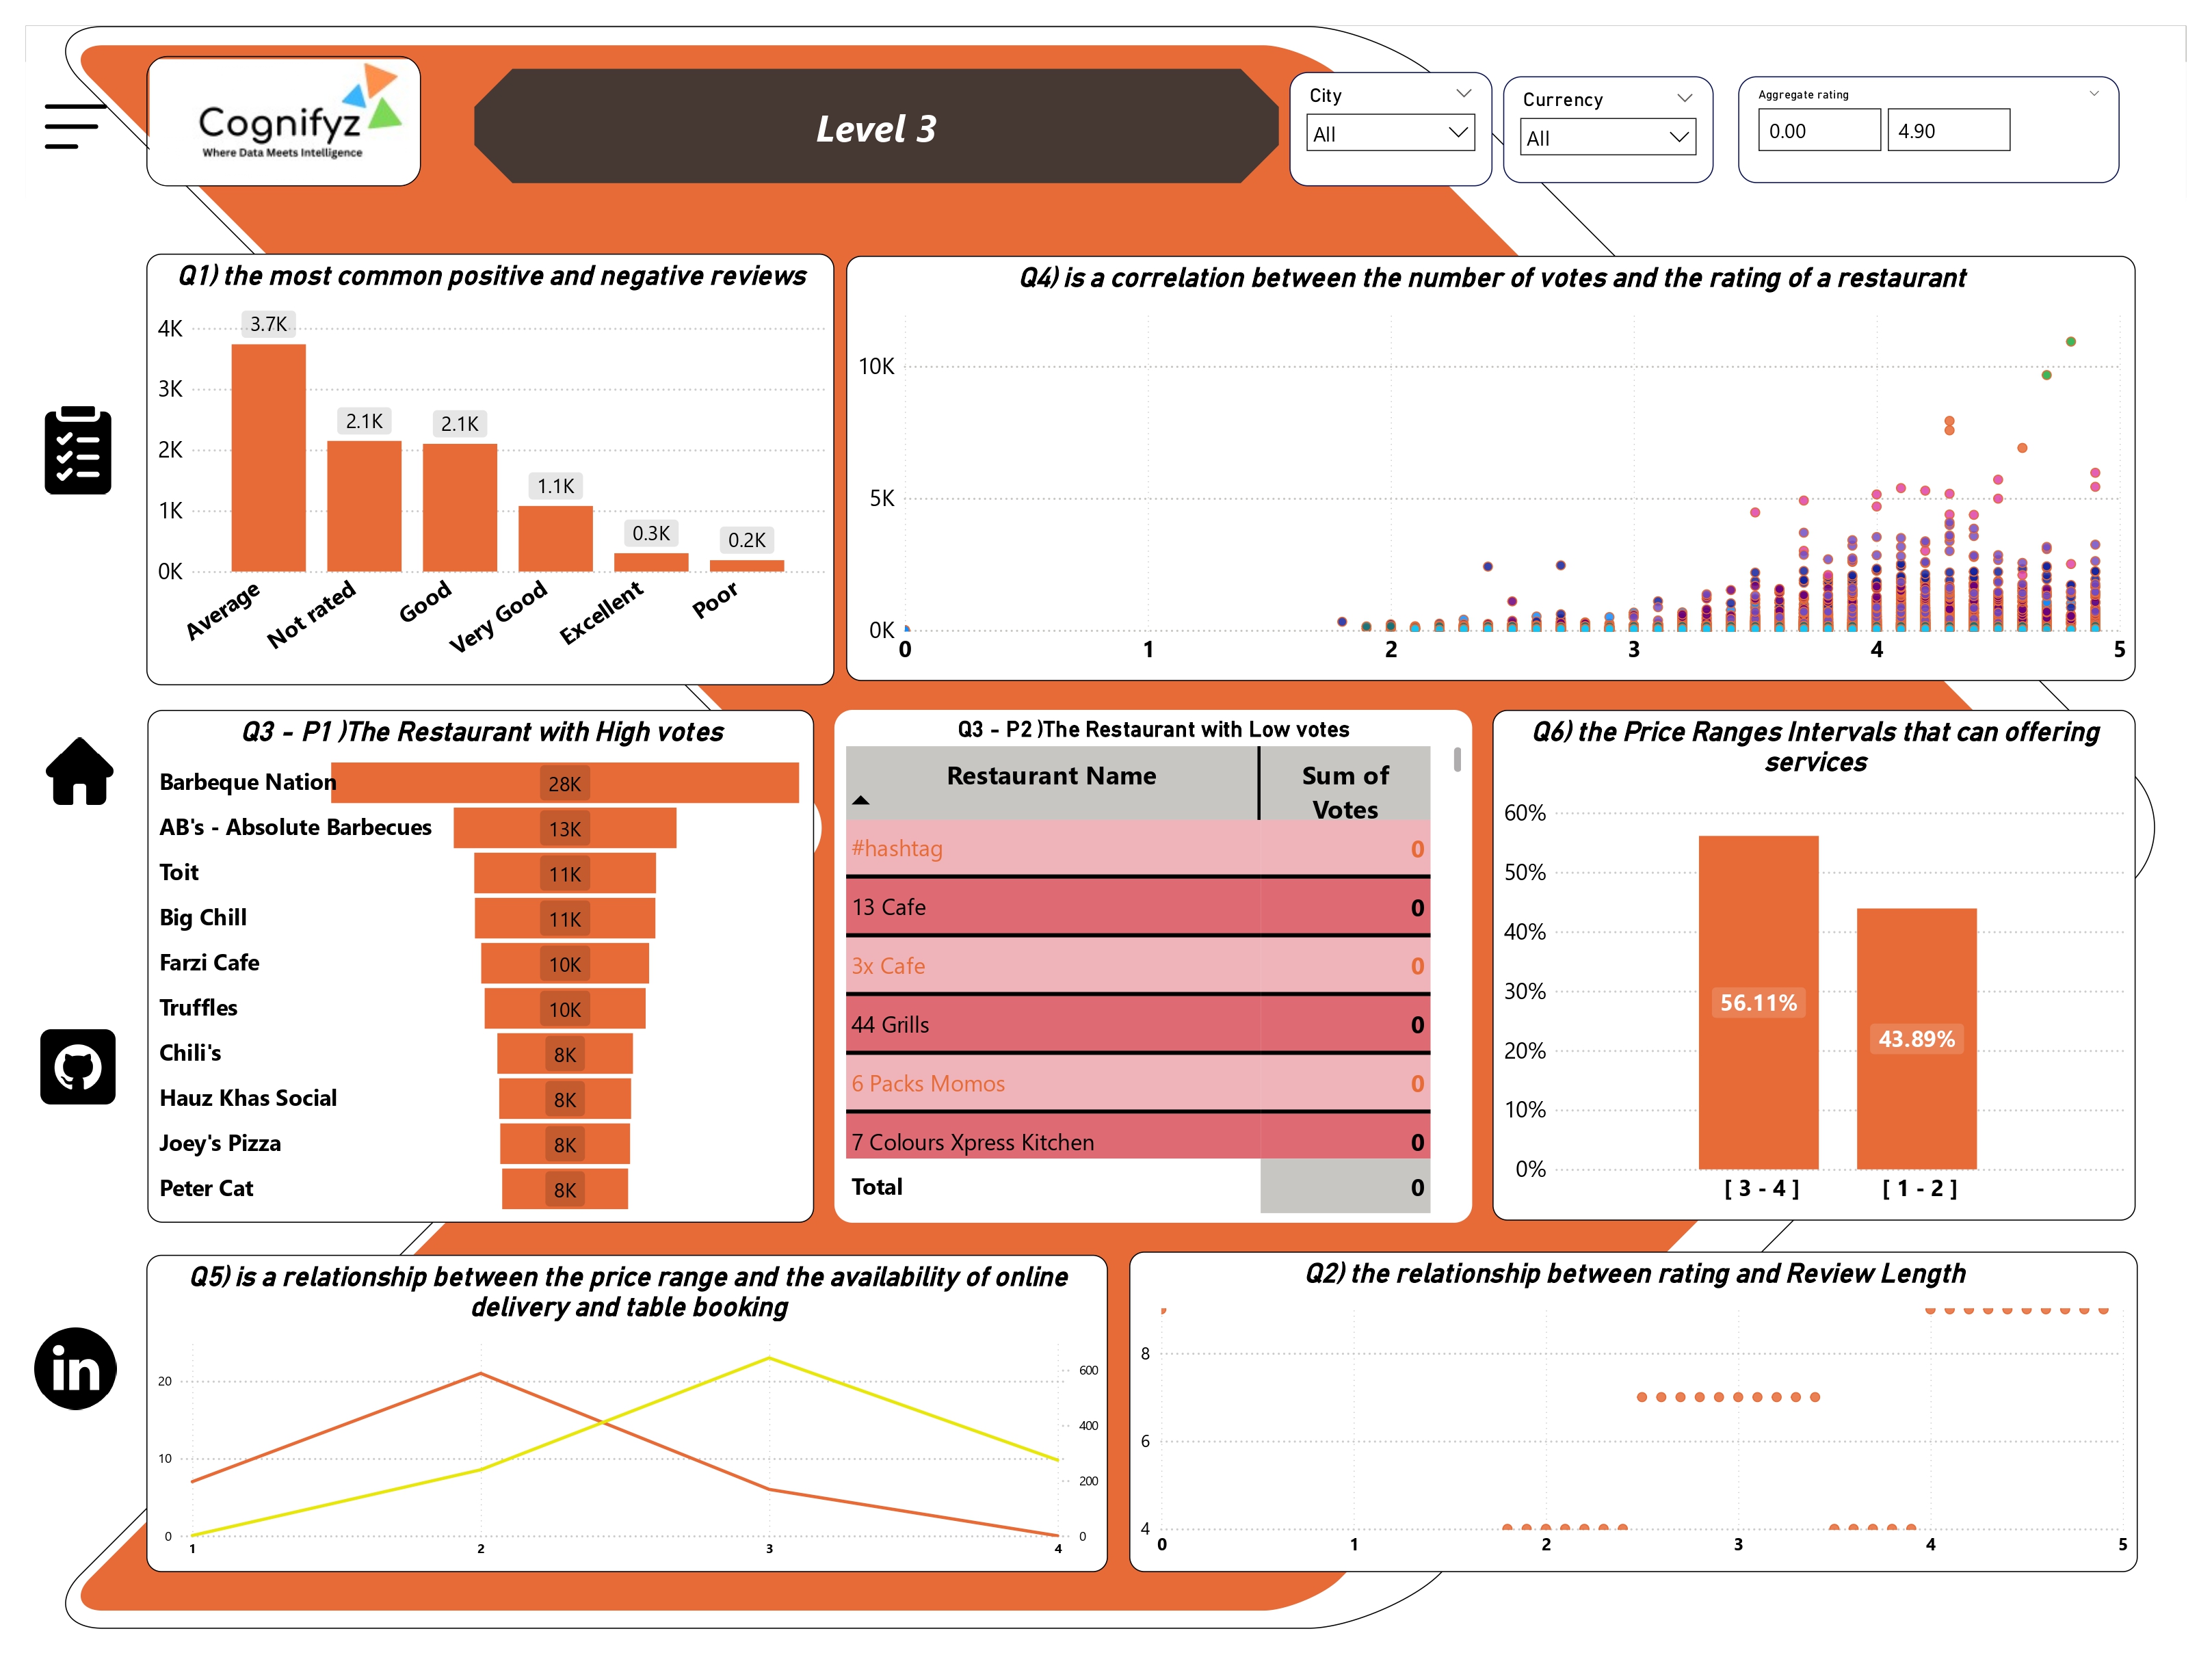 Cognifyz
Where Data Meets Intelligence
Level 3
City
All
Currency
All
Aggregate rating
0.00
4.90
Q1) the most common positive and negative reviews
4K
3K
2K
1K
0K
3.7K
2.1K
2.1K
1.1K
0.3K
0.2K
Average
Not rated
Good
Very Good
Excellent
Poor
Q4) is a correlation between the number of votes and the rating of a restaurant
10K
5K
0K
0 1 2 3 4 5
Q3 - P1 )The Restaurant with High votes
Barbeque Nation 28K
AB's - Absolute Barbecues 13K
Toit 11K
Big Chill 11K
Farzi Cafe 10K
Truffles 10K
Chili's 8K
Hauz Khas Social 8K
Joey's Pizza 8K
Peter Cat 8K
Q3 - P2 )The Restaurant with Low votes
Restaurant Name
Sum of
Votes
#hashtag 0
13 Cafe 0
3x Cafe 0
44 Grills 0
6 Packs Momos 0
7 Colours Xpress Kitchen 0
Total 0
Q6) the Price Ranges Intervals that can offering
services
60%
50%
40%
30%
20%
10%
0%
56.11%
43.89%
[ 3 - 4 ]
[ 1 - 2 ]
Q5) is a relationship between the price range and the availability of online
delivery and table booking
20
10
0
600
400
200
0
1 2 3 4
Q2) the relationship between rating and Review Length
8
6
4
0 1 2 3 4 5
in